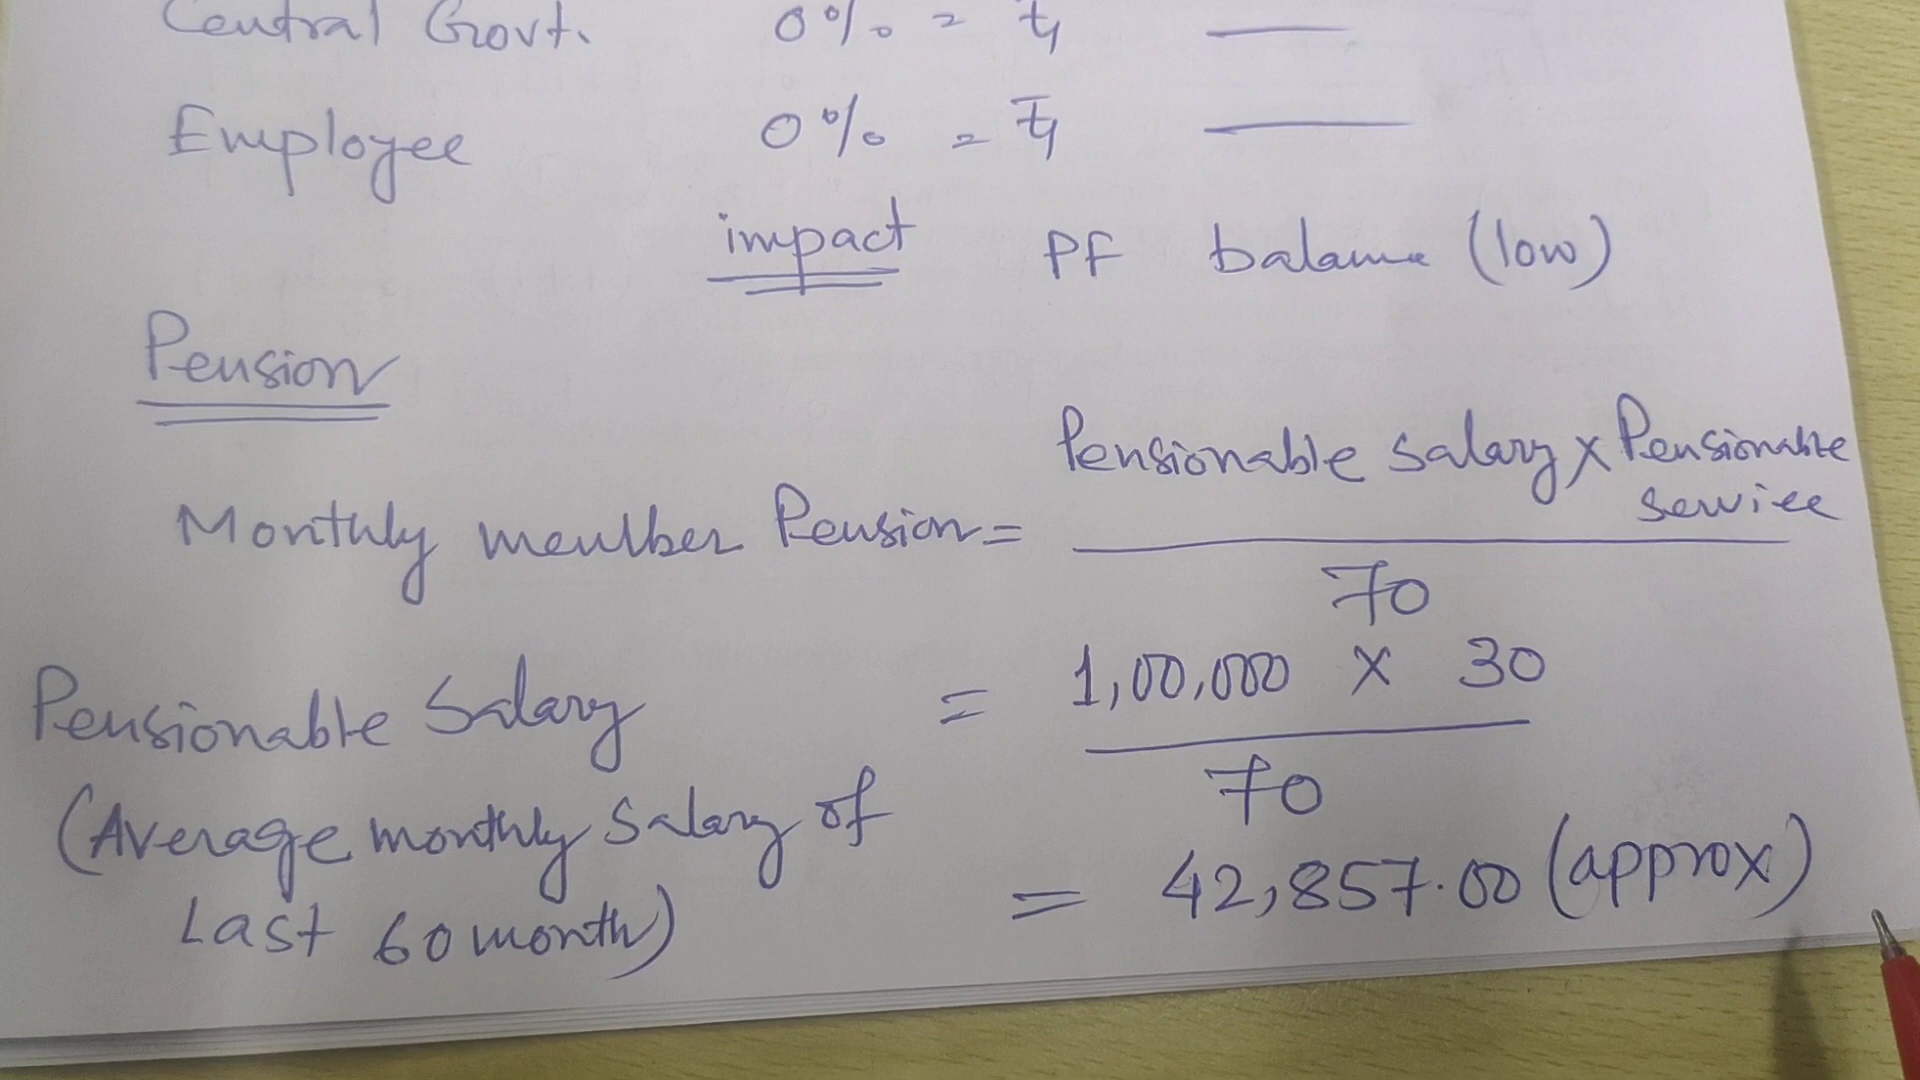 Central Govt. 0% = ₹ —
Employee 0% = ₹ —
impact PF balance (low)
Pension
Monthly member Pension = Pensionable Salary x Pensionable service
70
Pensionable Salary = 1,00,000 x 30
70
(Average monthly Salary of
Last 60 month)
= 42,857.00 (approx)